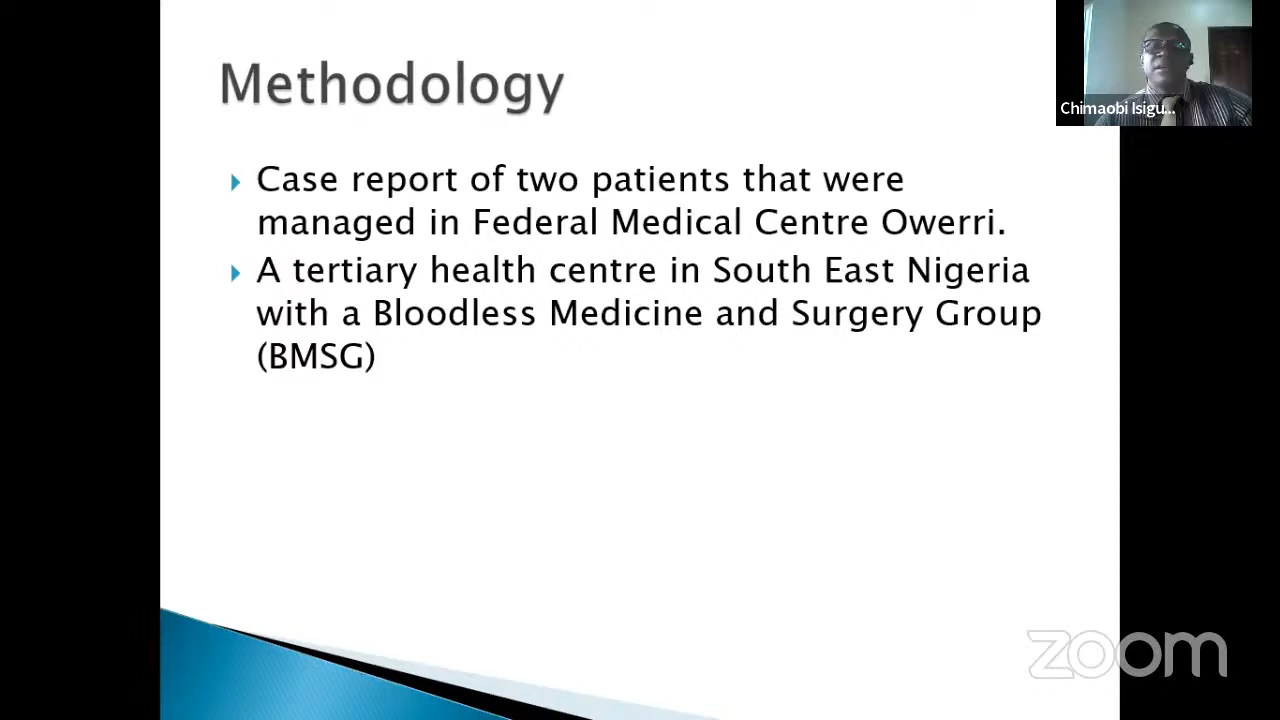 Methodology
Case report of two patients that were
managed in Federal Medical Centre Owerri.
A tertiary health centre in South East Nigeria
with a Bloodless Medicine and Surgery Group
(BMSG)
Chimaobi Isigu...
zoom